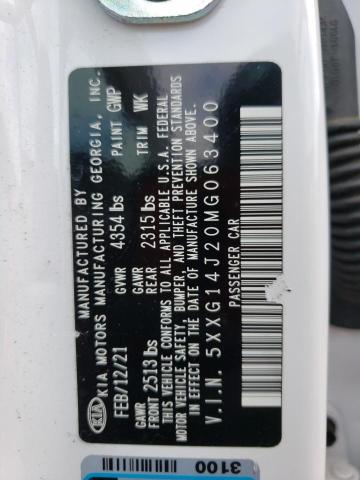 MANUFACTURED BY
KIA KIA MOTORS MANUFACTURING GEORGIA, INC.
FEB/12/21 GVWR 4354 lbs PAINT GWP
GAWR FRONT 2513 lbs GAWR REAR 2315 lbs TRIM WK
THIS VEHICLE CONFORMS TO ALL APPLICABLE U.S.A. FEDERAL
MOTOR VEHICLE SAFETY, BUMPER, AND THEFT PREVENTION STANDARDS
IN EFFECT ON THE DATE OF MANUFACTURE SHOWN ABOVE.
V.I.N. 5XXG14J20MG063400
PASSENGER CAR
3100